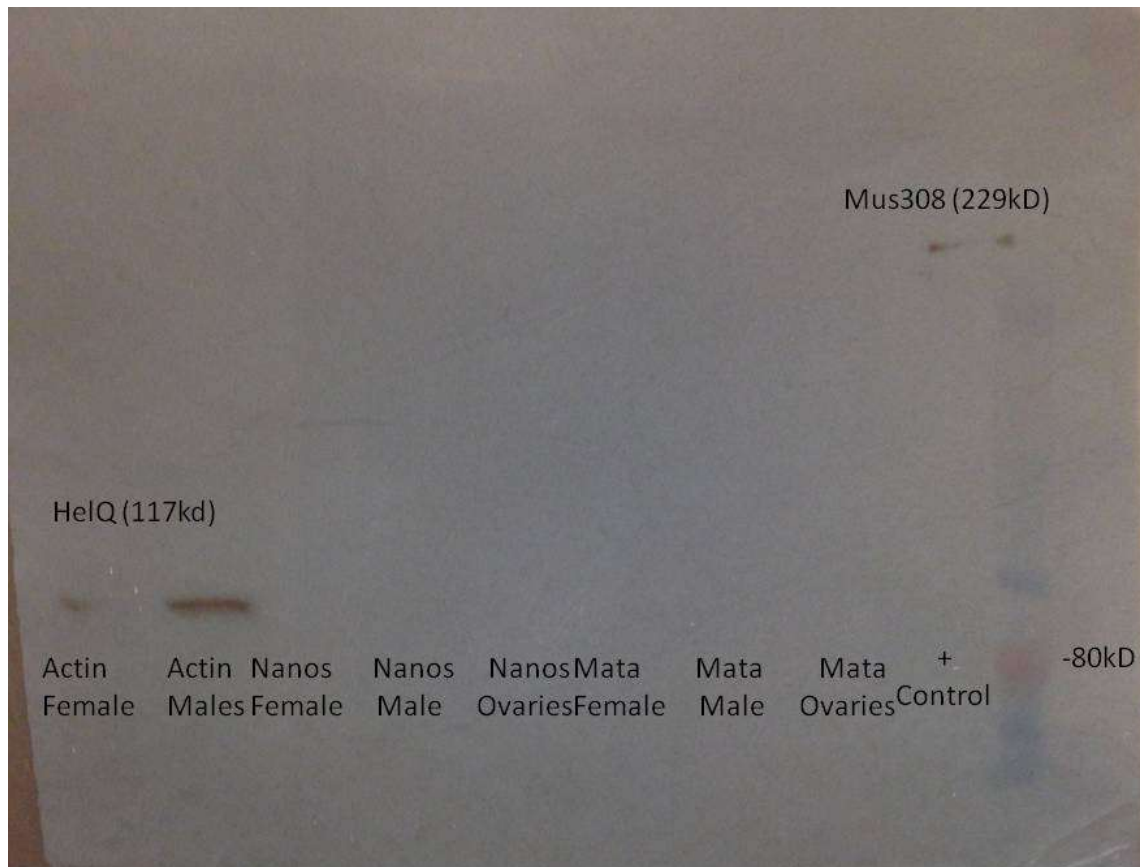 Mus308 (229kD)
HelQ (117kd)
Actin Female
Actin Males
Nanos Female
Nanos Male
Nanos Ovaries
Mata Female
Mata Male
Mata Ovaries
+ Control
-80kD